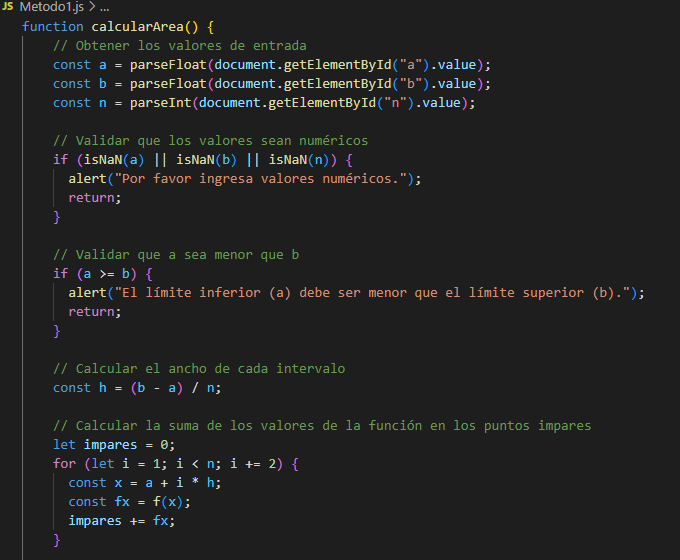 JS Metodo1.js > ...
function calcularArea() {
// Obtener los valores de entrada
const a = parseFloat(document.getElementById("a").value);
const b = parseFloat(document.getElementById("b").value);
const n = parseInt(document.getElementById("n").value);
// Validar que los valores sean numéricos
if (isNaN(a) || isNaN(b) || isNaN(n)) {
alert("Por favor ingresa valores numéricos.");
return;
}
// Validar que a sea menor que b
if (a >= b) {
alert("El límite inferior (a) debe ser menor que el límite superior (b).");
return;
}
// Calcular el ancho de cada intervalo
const h = (b - a) / n;
// Calcular la suma de los valores de la función en los puntos impares
let impares = 0;
for (let i = 1; i < n; i += 2) {
const x = a + i * h;
const fx = f(x);
impares += fx;
}